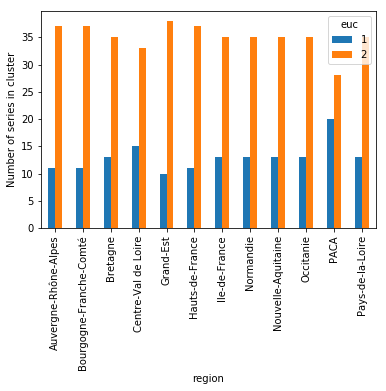 euc
1
2
35
30
25
20
15
10
5
0
Number of series in cluster
Auvergne-Rhône-Alpes
Bourgogne-Franche-Comté
Bretagne
Centre-Val de Loire
Grand-Est
Hauts-de-France
Ile-de-France
Normandie
Nouvelle-Aquitaine
Occitanie
PACA
Pays-de-la-Loire
region